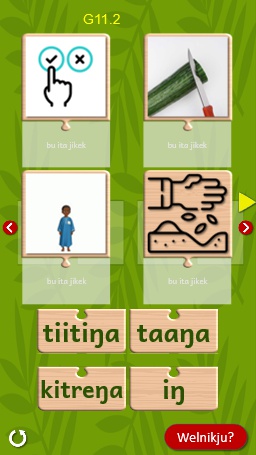 G11.2
bu ita jikek
bu ita jikek
bu ita jikek
bu ita jikek
tiitiŋa
taaŋa
kitreŋa
iŋ
Welnikju?